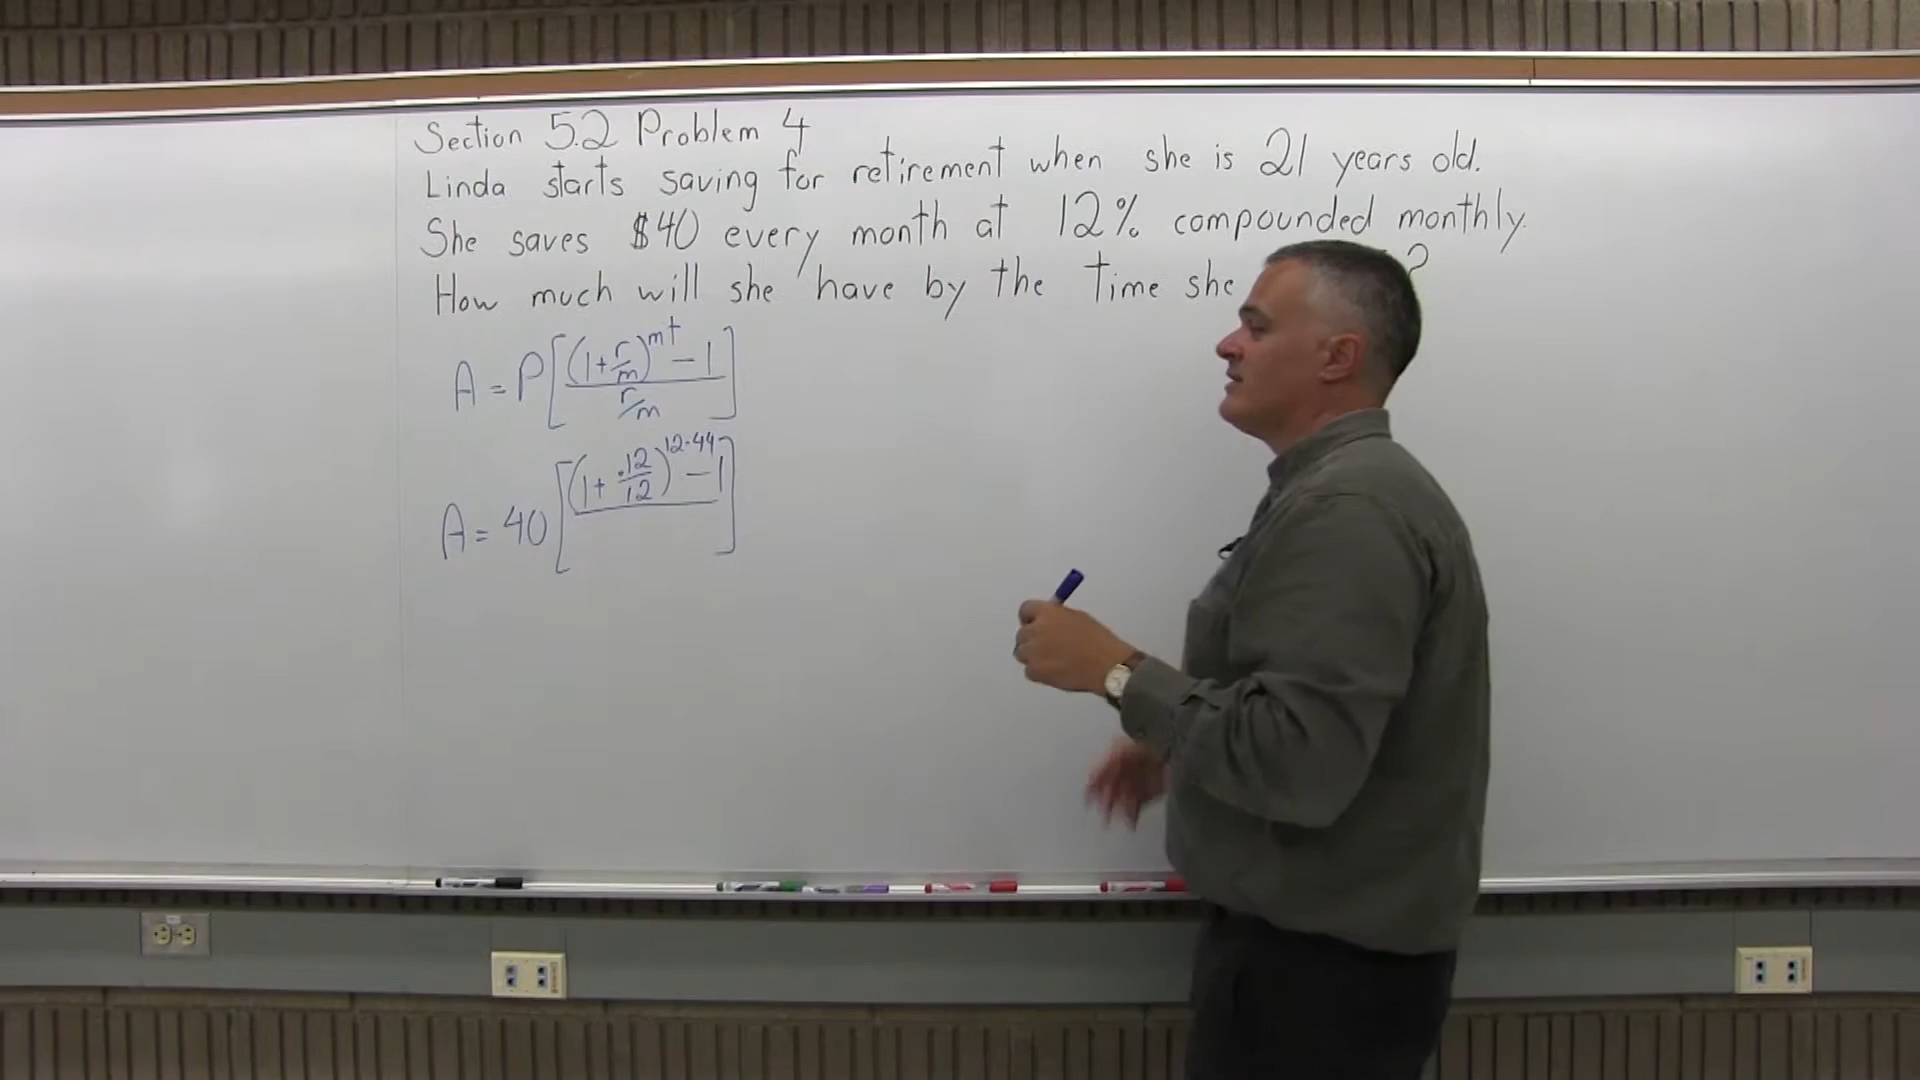 Section 5.2 Problem 4
Linda starts saving for retirement when she is 21 years old.
She saves $40 every month at 12% compounded monthly.
How much will she have by the time she ?
A = P[((1+r/m)^mt - 1)/(r/m)]
A = 40[((1+.12/12)^12·44 - 1)/]